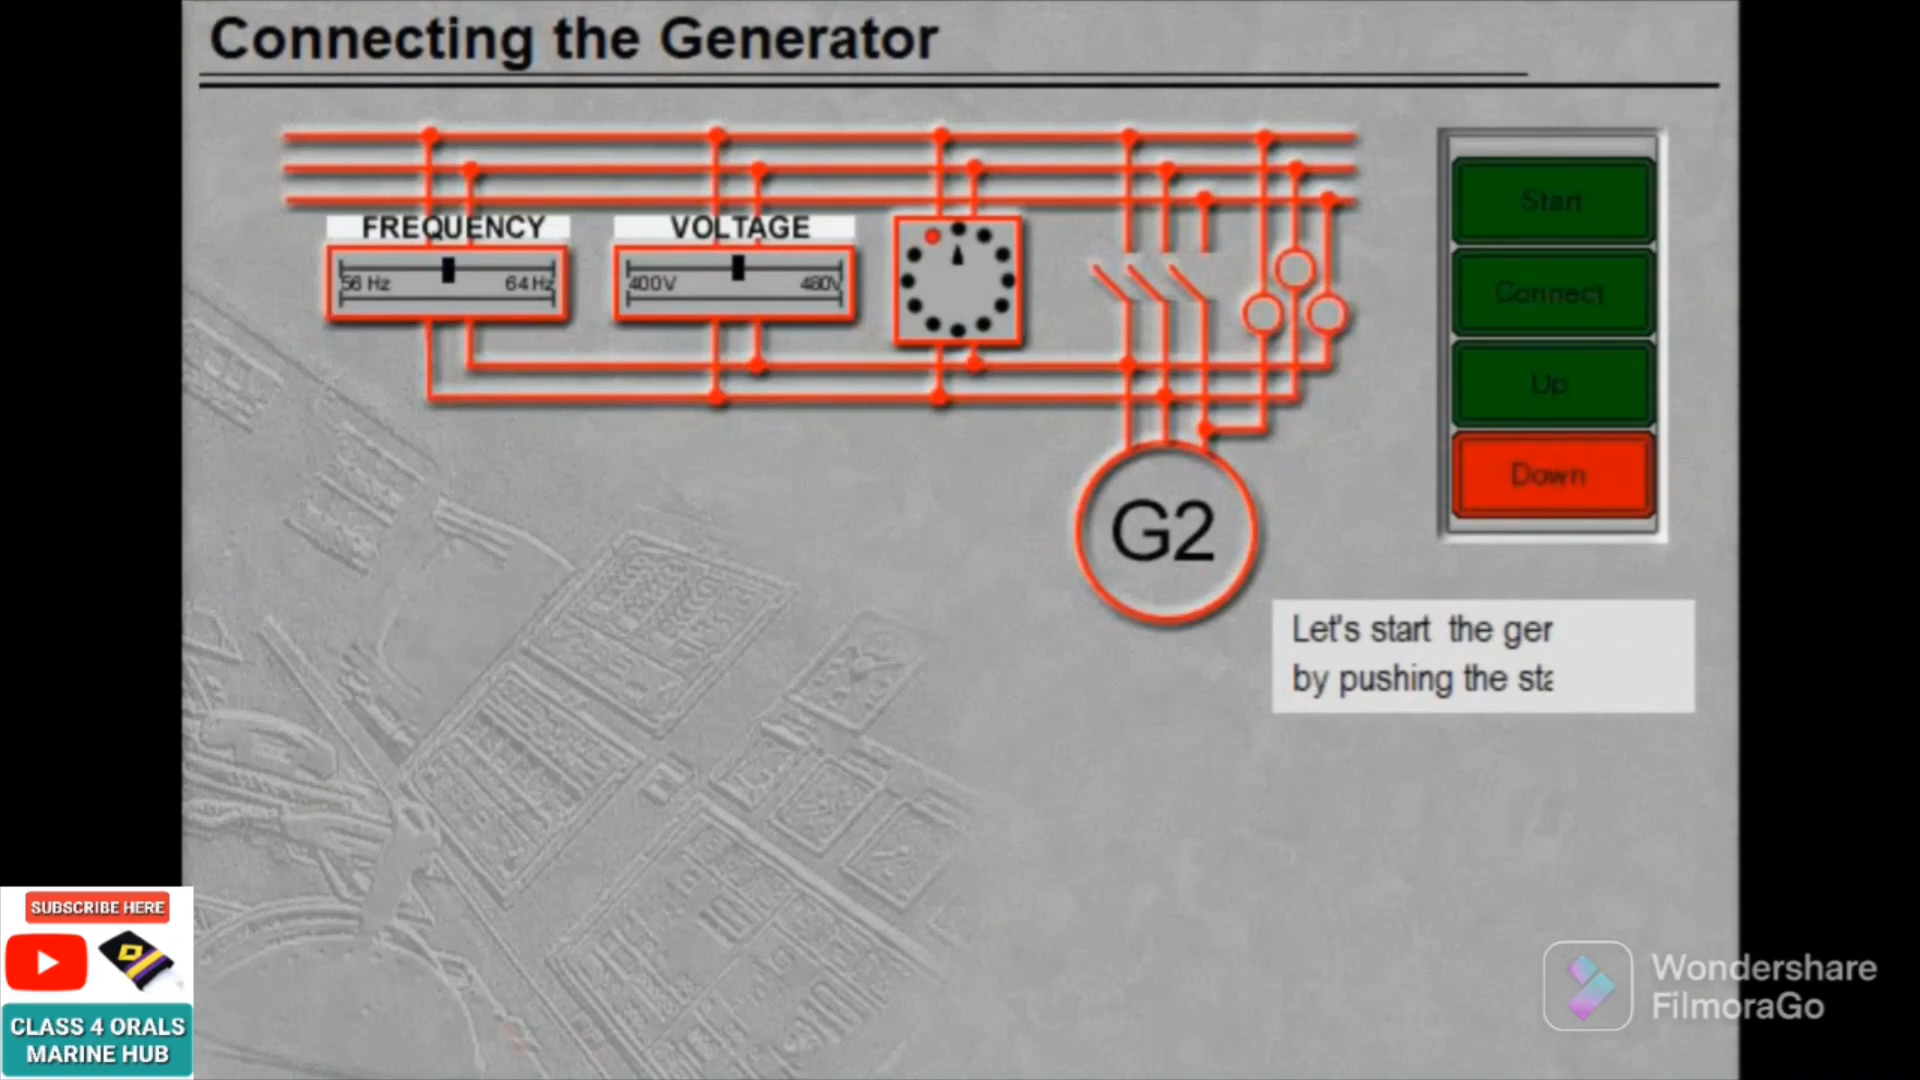 Connecting the Generator
FREQUENCY
VOLTAGE
56 Hz
64 Hz
400V
480V
Start
Connect
Up
Down
G2
Let's start the ger
by pushing the sta
SUBSCRIBE HERE
CLASS 4 ORALS
MARINE HUB
Wondershare
FilmoraGo